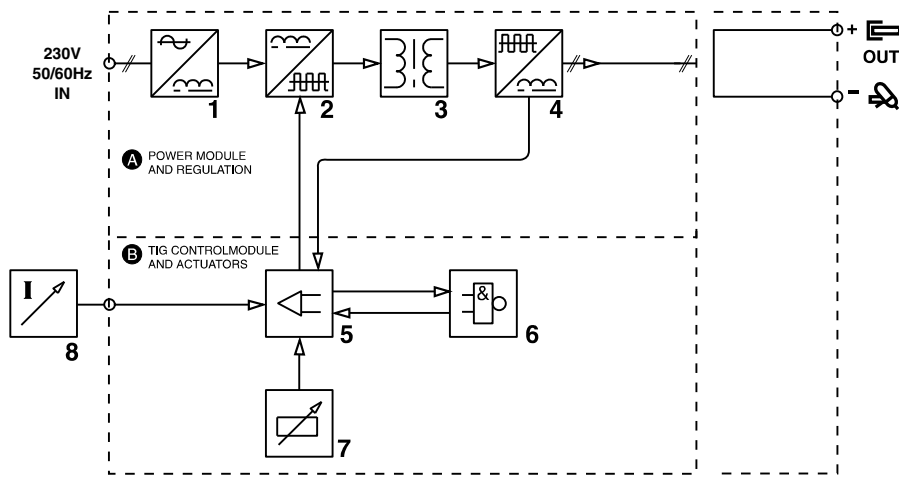 230V
50/60Hz
IN
1
2
3
4
+
OUT
-
A POWER MODULE
AND REGULATION
B TIG CONTROLMODULE
AND ACTUATORS
I
8
5
&
6
7